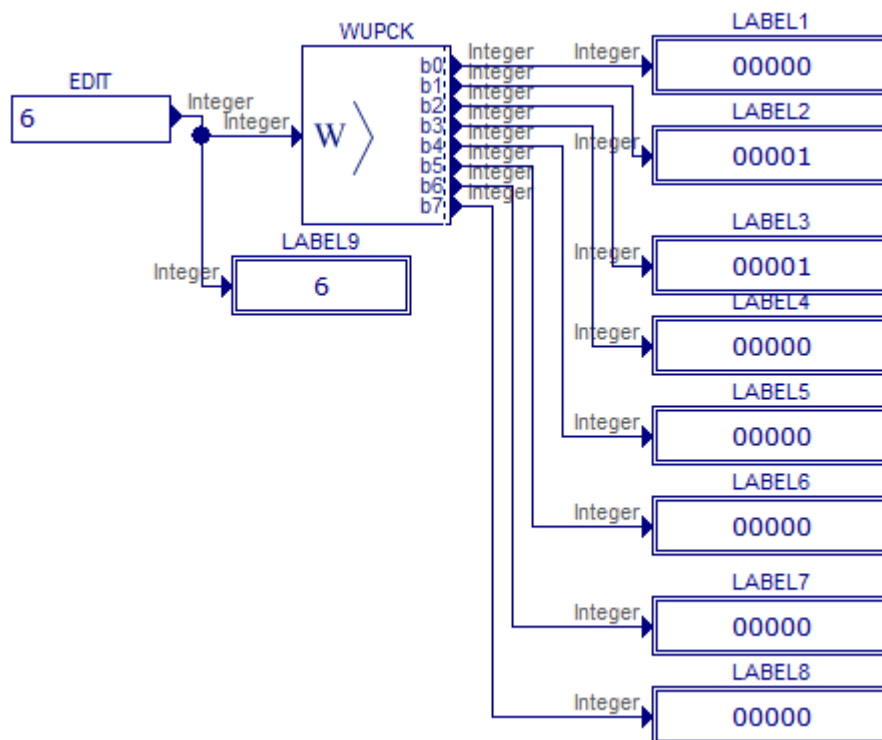 WUPCK
LABEL1
EDIT
6
Integer
Integer
W
b0
b1
b2
b3
b4
b5
b6
b7
Integer
Integer
Integer
Integer
Integer
Integer
Integer
Integer
Integer
00000
LABEL2
Integer
00001
LABEL9
Integer
6
LABEL3
Integer
00001
LABEL4
Integer
00000
LABEL5
Integer
00000
LABEL6
Integer
00000
LABEL7
Integer
00000
LABEL8
Integer
00000